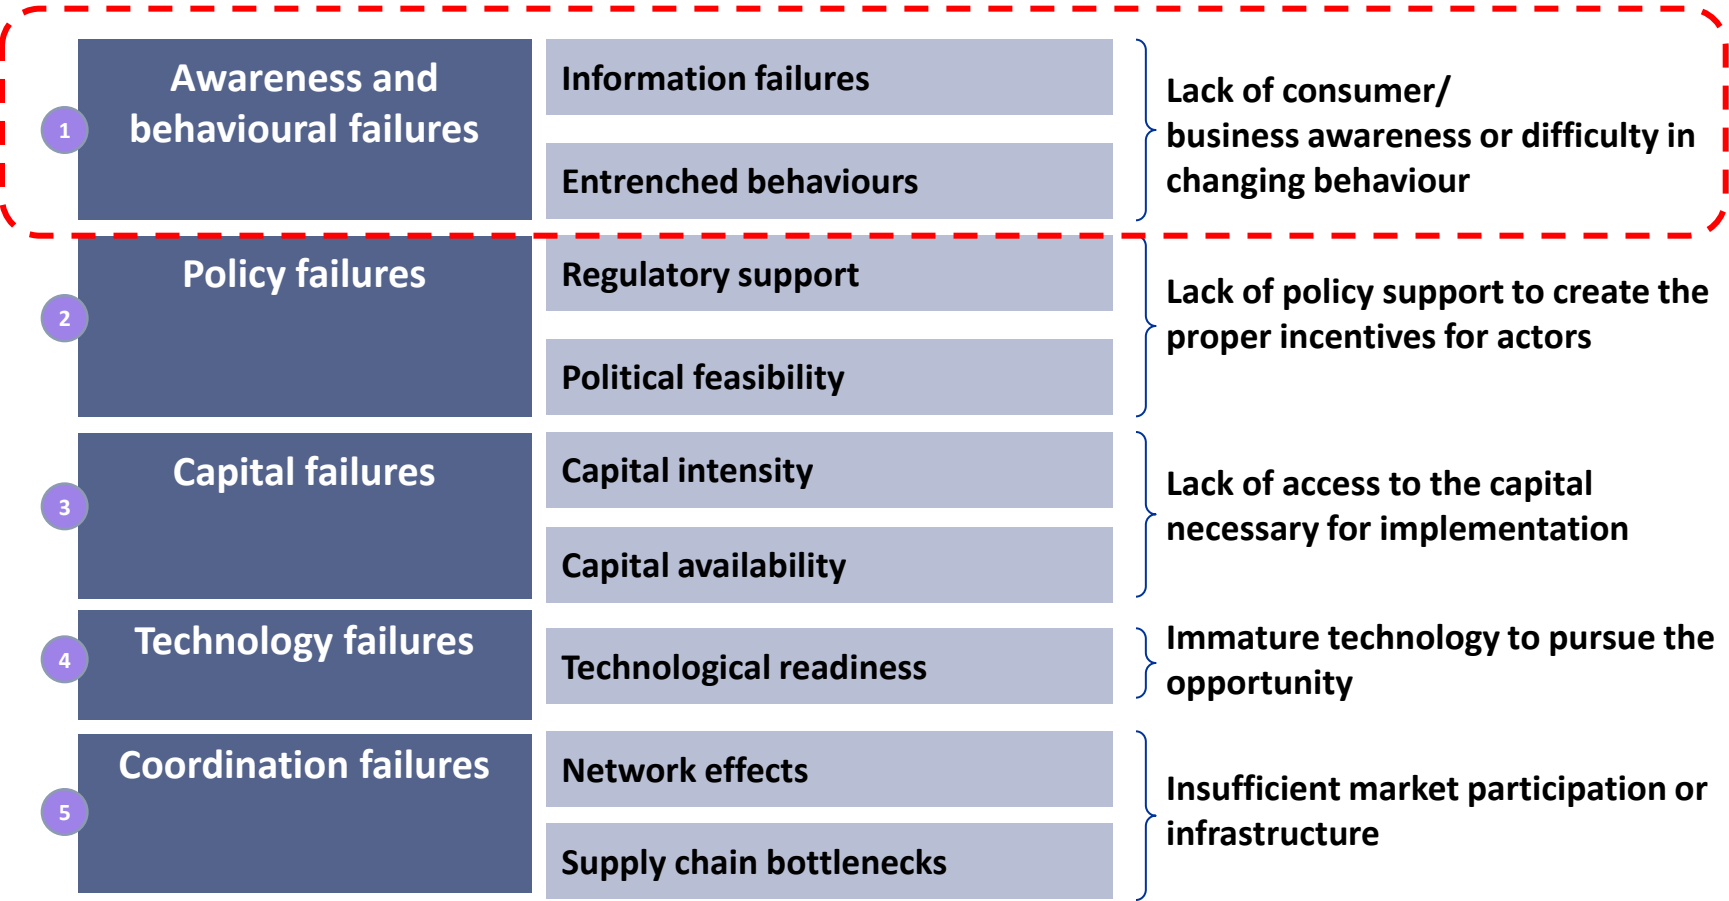 1
Awareness and
behavioural failures
Information failures
Entrenched behaviours
Lack of consumer/
business awareness or difficulty in
changing behaviour
2
Policy failures
Regulatory support
Political feasibility
Lack of policy support to create the
proper incentives for actors
3
Capital failures
Capital intensity
Capital availability
Lack of access to the capital
necessary for implementation
4
Technology failures
Technological readiness
Immature technology to pursue the
opportunity
5
Coordination failures
Network effects
Supply chain bottlenecks
Insufficient market participation or
infrastructure